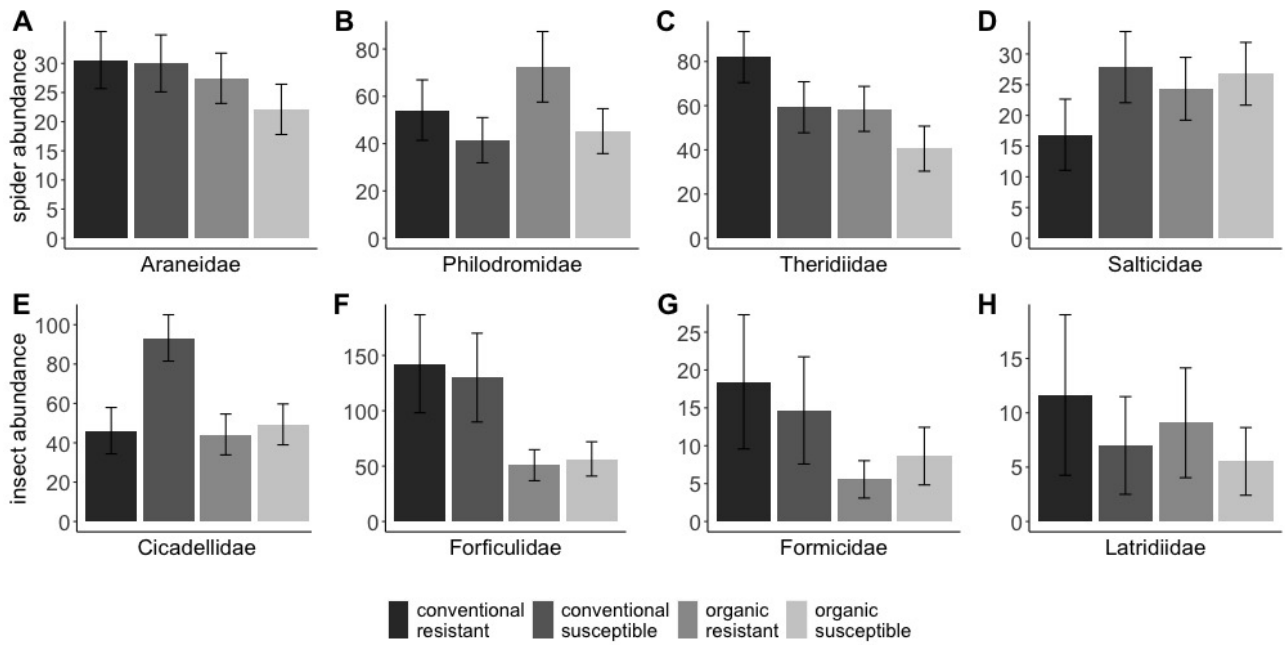 A
B
C
D
spider abundance
30
25
20
15
10
5
0
80
60
40
20
0
80
60
40
20
0
30
25
20
15
10
5
0
Araneidae
Philodromidae
Theridiidae
Salticidae
E
F
G
H
insect abundance
100
80
60
40
20
0
150
100
50
0
25
20
15
10
5
0
15
10
5
0
Cicadellidae
Forficulidae
Formicidae
Latridiidae
conventional
resistant
conventional
susceptible
organic
resistant
organic
susceptible